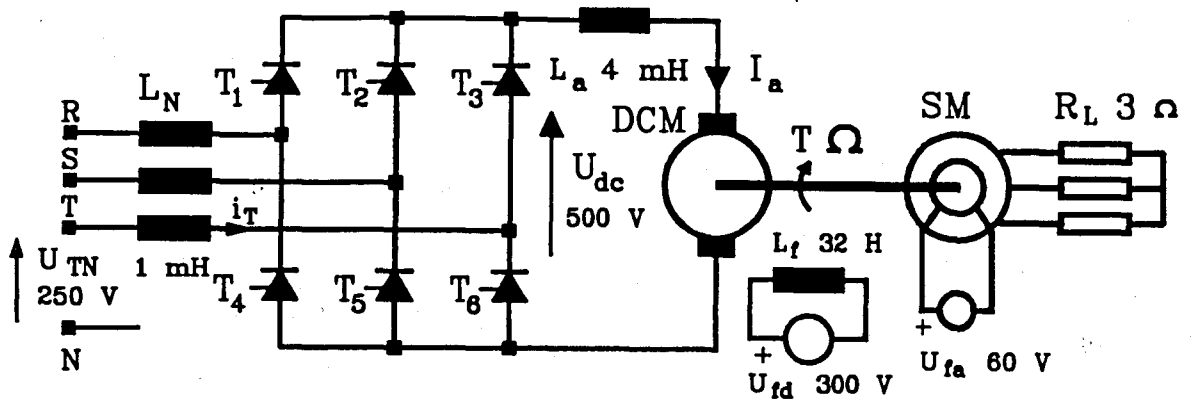 R
S
T
L_N
1 mH
i_T
U_TN
250 V
N
T_1
T_2
T_3
T_4
T_5
T_6
L_a 4 mH
I_a
U_dc
500 V
DCM
T Ω
SM
R_L 3 Ω
L_f 32 H
+
U_fd 300 V
+
U_fa 60 V